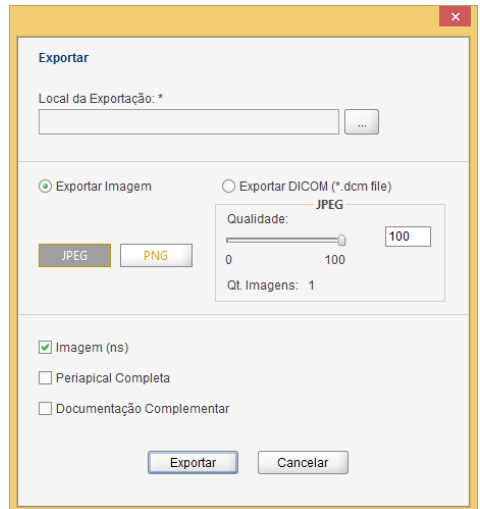 Exportar
Local da Exportação: *
...
Exportar Imagem
Exportar DICOM (*.dcm file)
JPEG
Qualidade:
100
JPEG
PNG
0
100
Qt. Imagens: 1
Imagem (ns)
Periapical Completa
Documentação Complementar
Exportar
Cancelar